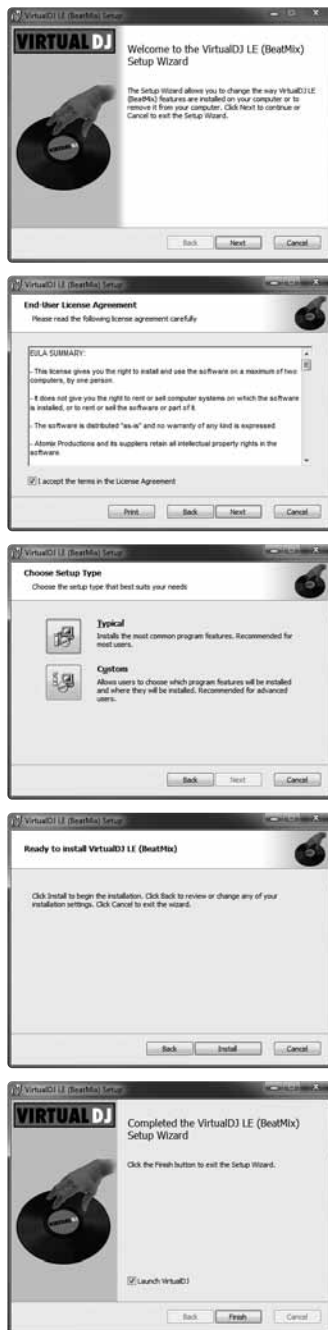 VirtualDJ LE (BeatMix) Setup
VIRTUAL DJ
Welcome to the VirtualDJ LE (BeatMix)
Setup Wizard
The Setup Wizard allows you to change the way VirtualDJ LE
(BeatMix) features are installed on your computer or to
remove it from your computer. Click Next to continue or
Cancel to exit the Setup Wizard.
Back
Next
Cancel
VirtualDJ LE (BeatMix) Setup
End-User License Agreement
Please read the following license agreement carefully
EULA SUMMARY:
- This license gives you the right to install and use the software on a maximum of two
computers, by one person.
- It does not give you the right to rent or sell computer systems on which the software
is installed, or to rent or sell the software or part of it.
- The software is distributed "as-is" and no warranty of any kind is expressed.
- Atomix Productions and its suppliers retain all intellectual property rights in the
software.
I accept the terms in the License Agreement
Print
Back
Next
Cancel
VirtualDJ LE (BeatMix) Setup
Choose Setup Type
Choose the setup type that best suits your needs
Typical
Installs the most common program features. Recommended for
most users.
Custom
Allows users to choose which program features will be installed
and where they will be installed. Recommended for advanced
users.
Back
Next
Cancel
VirtualDJ LE (BeatMix) Setup
Ready to install VirtualDJ LE (BeatMix)
Click Install to begin the installation. Click Back to review or change any of your
installation settings. Click Cancel to exit the wizard.
Back
Install
Cancel
VirtualDJ LE (BeatMix) Setup
VIRTUAL DJ
Completed the VirtualDJ LE (BeatMix)
Setup Wizard
Click the Finish button to exit the Setup Wizard.
Launch VirtualDJ
Back
Finish
Cancel